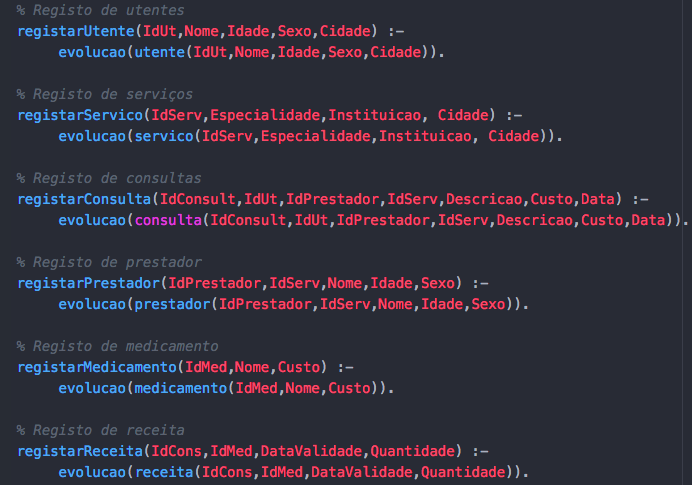 % Registo de utentes
registarUtente(IdUt,Nome,Idade,Sexo,Cidade) :-
evolucao(utente(IdUt,Nome,Idade,Sexo,Cidade)).
% Registo de serviços
registarServico(IdServ,Especialidade,Instituicao, Cidade) :-
evolucao(servico(IdServ,Especialidade,Instituicao, Cidade)).
% Registo de consultas
registarConsulta(IdConsult,IdUt,IdPrestador,IdServ,Descricao,Custo,Data) :-
evolucao(consulta(IdConsult,IdUt,IdPrestador,IdServ,Descricao,Custo,Data)).
% Registo de prestador
registarPrestador(IdPrestador,IdServ,Nome,Idade,Sexo) :-
evolucao(prestador(IdPrestador,IdServ,Nome,Idade,Sexo)).
% Registo de medicamento
registarMedicamento(IdMed,Nome,Custo) :-
evolucao(medicamento(IdMed,Nome,Custo)).
% Registo de receita
registarReceita(IdCons,IdMed,DataValidade,Quantidade) :-
evolucao(receita(IdCons,IdMed,DataValidade,Quantidade)).